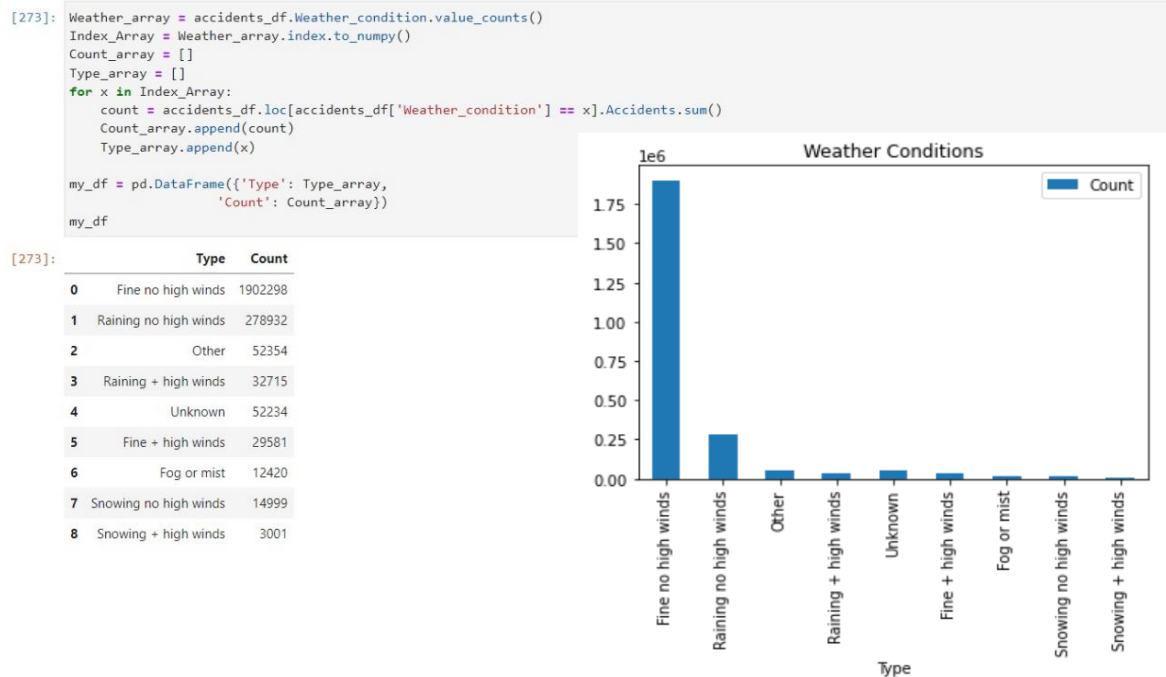 [273]: Weather_array = accidents_df.Weather_condition.value_counts()
Index_Array = Weather_array.index.to_numpy()
Count_array = []
Type_array = []
for x in Index_Array:
    count = accidents_df.loc[accidents_df['Weather_condition'] == x].Accidents.sum()
    Count_array.append(count)
    Type_array.append(x)
my_df = pd.DataFrame({'Type': Type_array,
                   'Count': Count_array})
my_df
[273]: Type Count
0 Fine no high winds 1902298
1 Raining no high winds 278932
2 Other 52354
3 Raining + high winds 32715
4 Unknown 52234
5 Fine + high winds 29581
6 Fog or mist 12420
7 Snowing no high winds 14999
8 Snowing + high winds 3001
Weather Conditions
1e6
Count
1.75
1.50
1.25
1.00
0.75
0.50
0.25
0.00
Fine no high winds
Raining no high winds
Other
Raining + high winds
Unknown
Fine + high winds
Fog or mist
Snowing no high winds
Snowing + high winds
Type